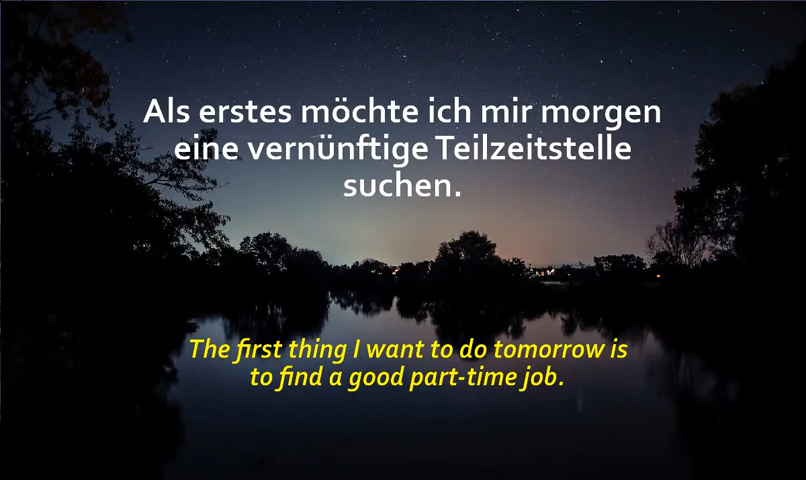 Als erstes möchte ich mir morgen
eine vernünftige Teilzeitstelle
suchen.
The first thing I want to do tomorrow is
to find a good part-time job.